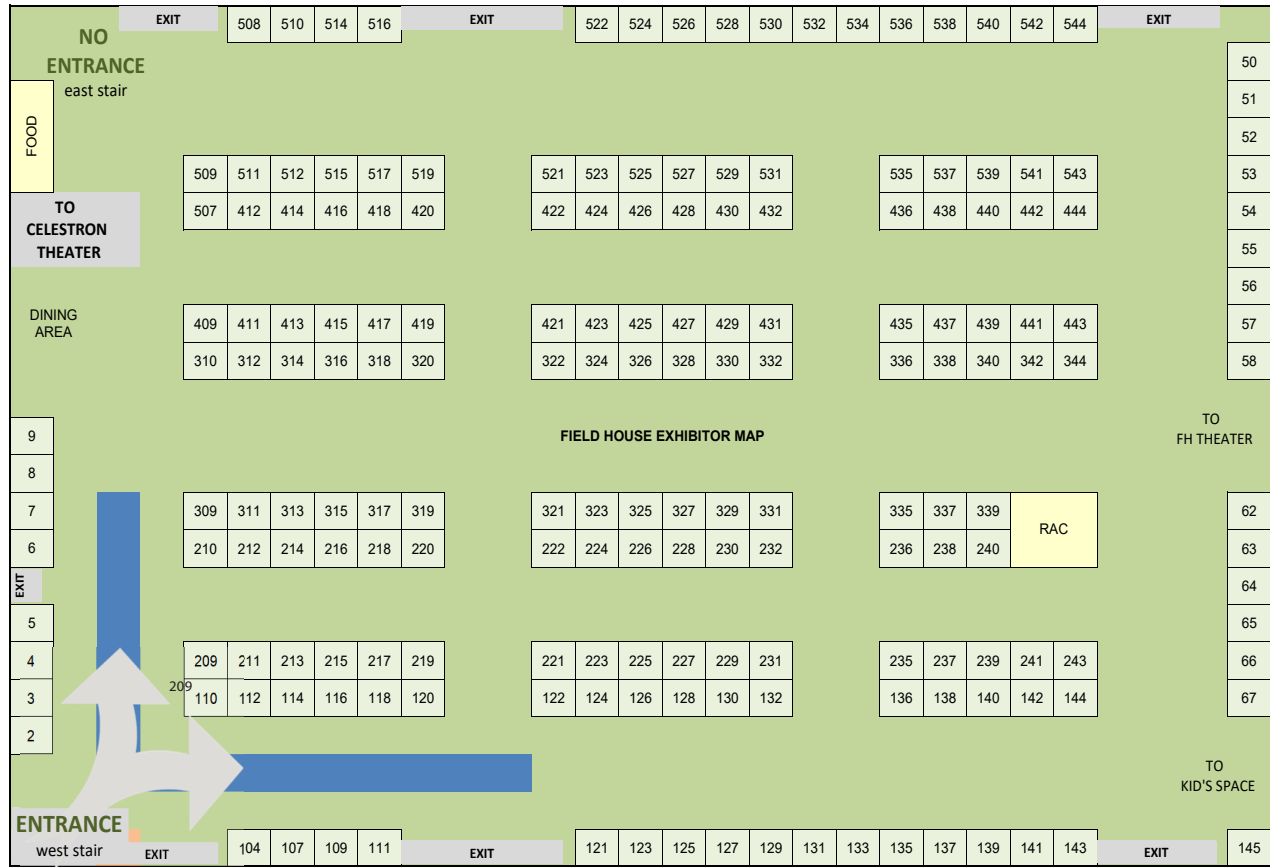 EXIT 508 510 514 516 EXIT 522 524 526 528 530 532 534 536 538 540 542 544 EXIT
NO
ENTRANCE
east stair
50
51
52
FOOD
509 511 512 515 517 519 521 523 525 527 529 531 535 537 539 541 543 53
507 412 414 416 418 420 422 424 426 428 430 432 436 438 440 442 444 54
TO
CELESTRON
THEATER
55
56
DINING
AREA
409 411 413 415 417 419 421 423 425 427 429 431 435 437 439 441 443 57
310 312 314 316 318 320 322 324 326 328 330 332 336 338 340 342 344 58
TO
FH THEATER
9
FIELD HOUSE EXHIBITOR MAP
8
7 309 311 313 315 317 319 321 323 325 327 329 331 335 337 339 62
RAC
6 210 212 214 216 218 220 222 224 226 228 230 232 236 238 240 63
EXIT
64
5
65
4 209 211 213 215 217 219 221 223 225 227 229 231 235 237 239 241 243 66
209
3 110 112 114 116 118 120 122 124 126 128 130 132 136 138 140 142 144 67
2
TO
KID'S SPACE
ENTRANCE
west stair
EXIT 104 107 109 111 EXIT 121 123 125 127 129 131 133 135 137 139 141 143 EXIT 145